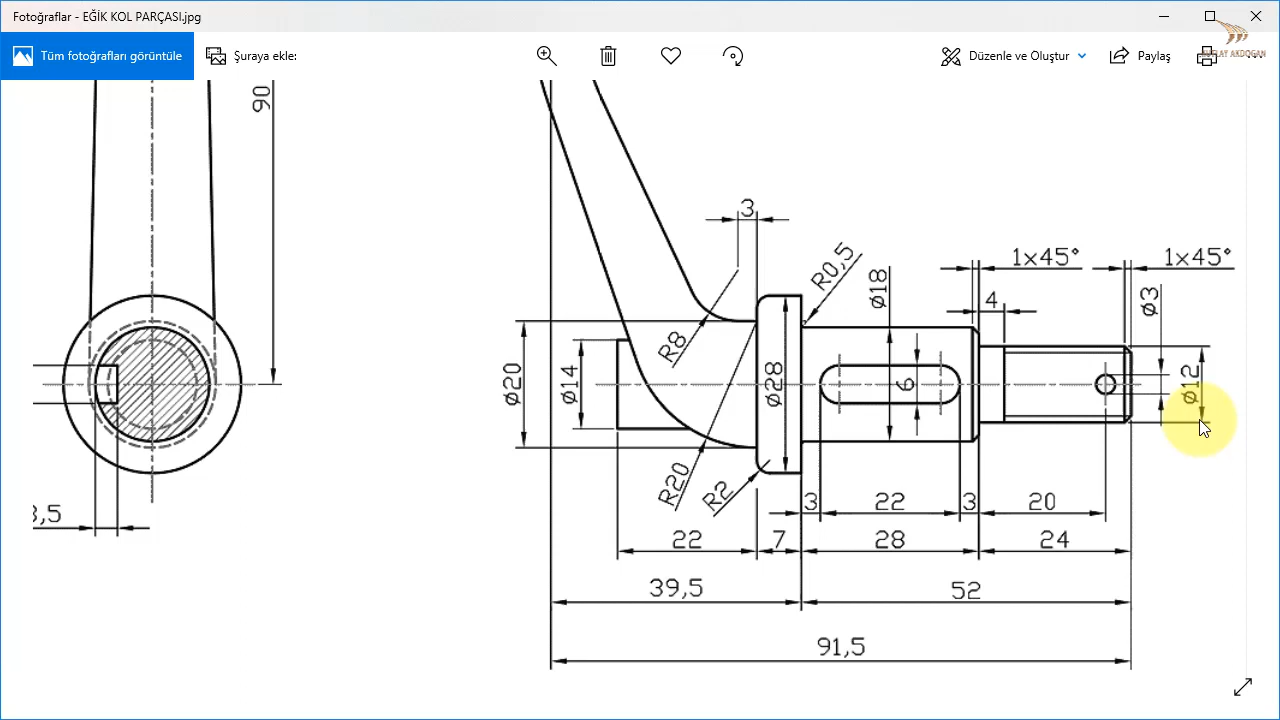 Fotoğraflar - EĞİK KOL PARÇASI.jpg
Tüm fotoğrafları görüntüle
Şuraya ekle:
Düzenle ve Oluştur
Paylaş
AKDOGAN
90
3
R0,5
1x45°
1x45°
ø18
4
ø3
R8
ø20
ø14
ø28
6
ø12
R20
R2
3,5
3
22
3
20
22
7
28
24
39,5
52
91,5